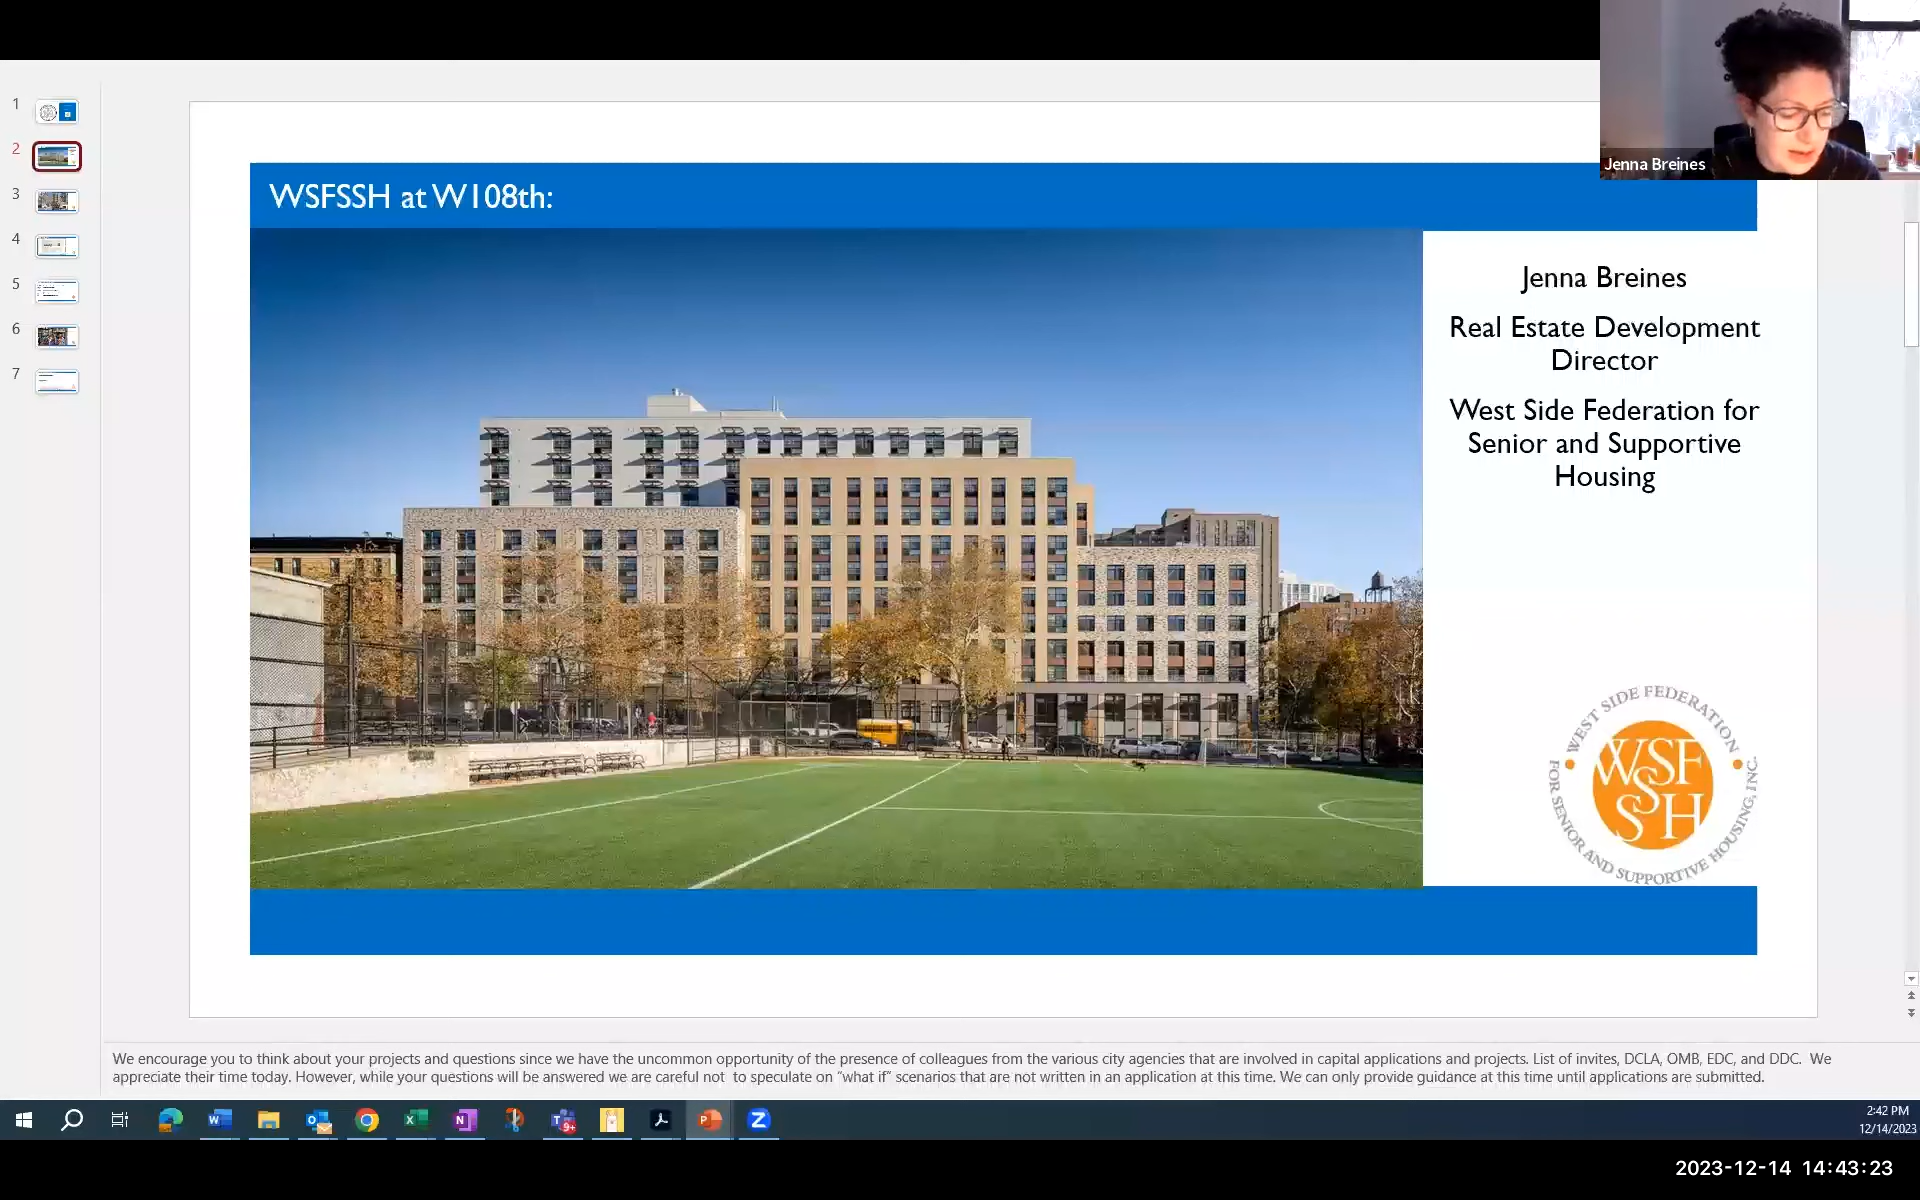 Jenna Breines
1
2
3
4
5
6
7
WSFSSH at W108th:
Jenna Breines
Real Estate Development
Director
West Side Federation for
Senior and Supportive
Housing
WEST SIDE FEDERATION
FOR SENIOR AND SUPPORTIVE HOUSING, INC.
WSF
S
SH
We encourage you to think about your projects and questions since we have the uncommon opportunity of the presence of colleagues from the various city agencies that are involved in capital applications and projects. List of invites, DCLA, OMB, EDC, and DDC. We
appreciate their time today. However, while your questions will be answered we are careful not to speculate on "what if" scenarios that are not written in an application at this time. We can only provide guidance at this time until applications are submitted.
2:42 PM
12/14/2023
2023-12-14 14:43:23